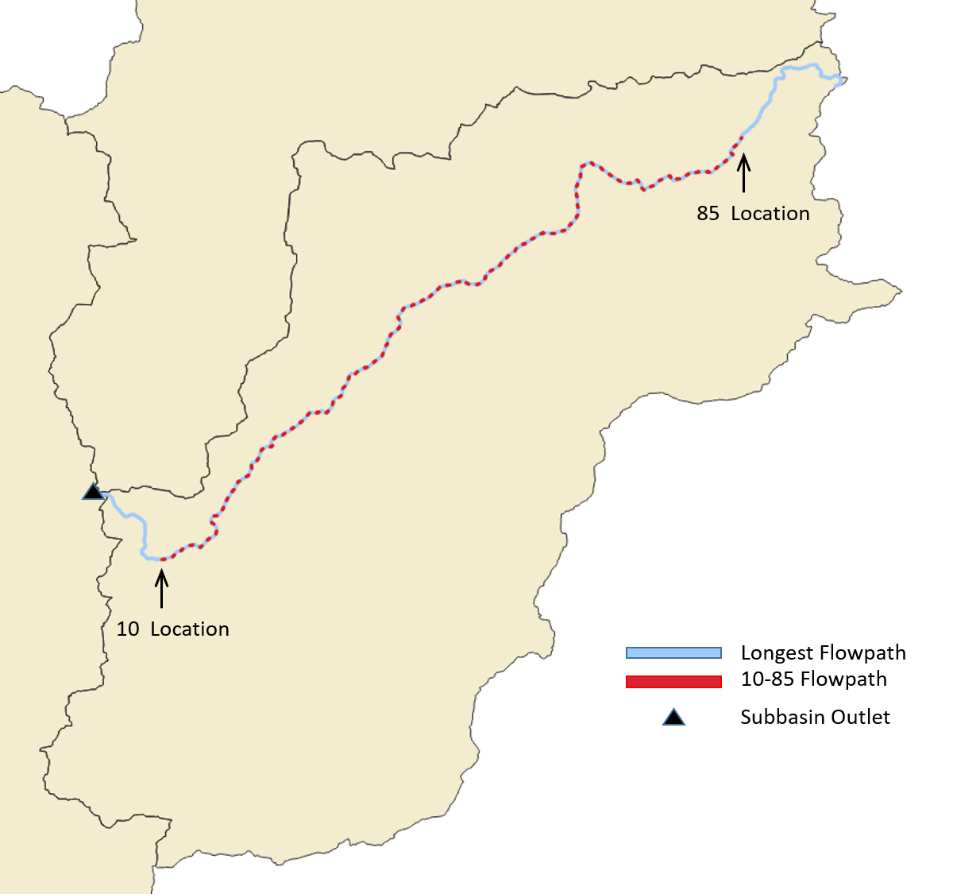 85 Location
10 Location
Longest Flowpath
10-85 Flowpath
Subbasin Outlet